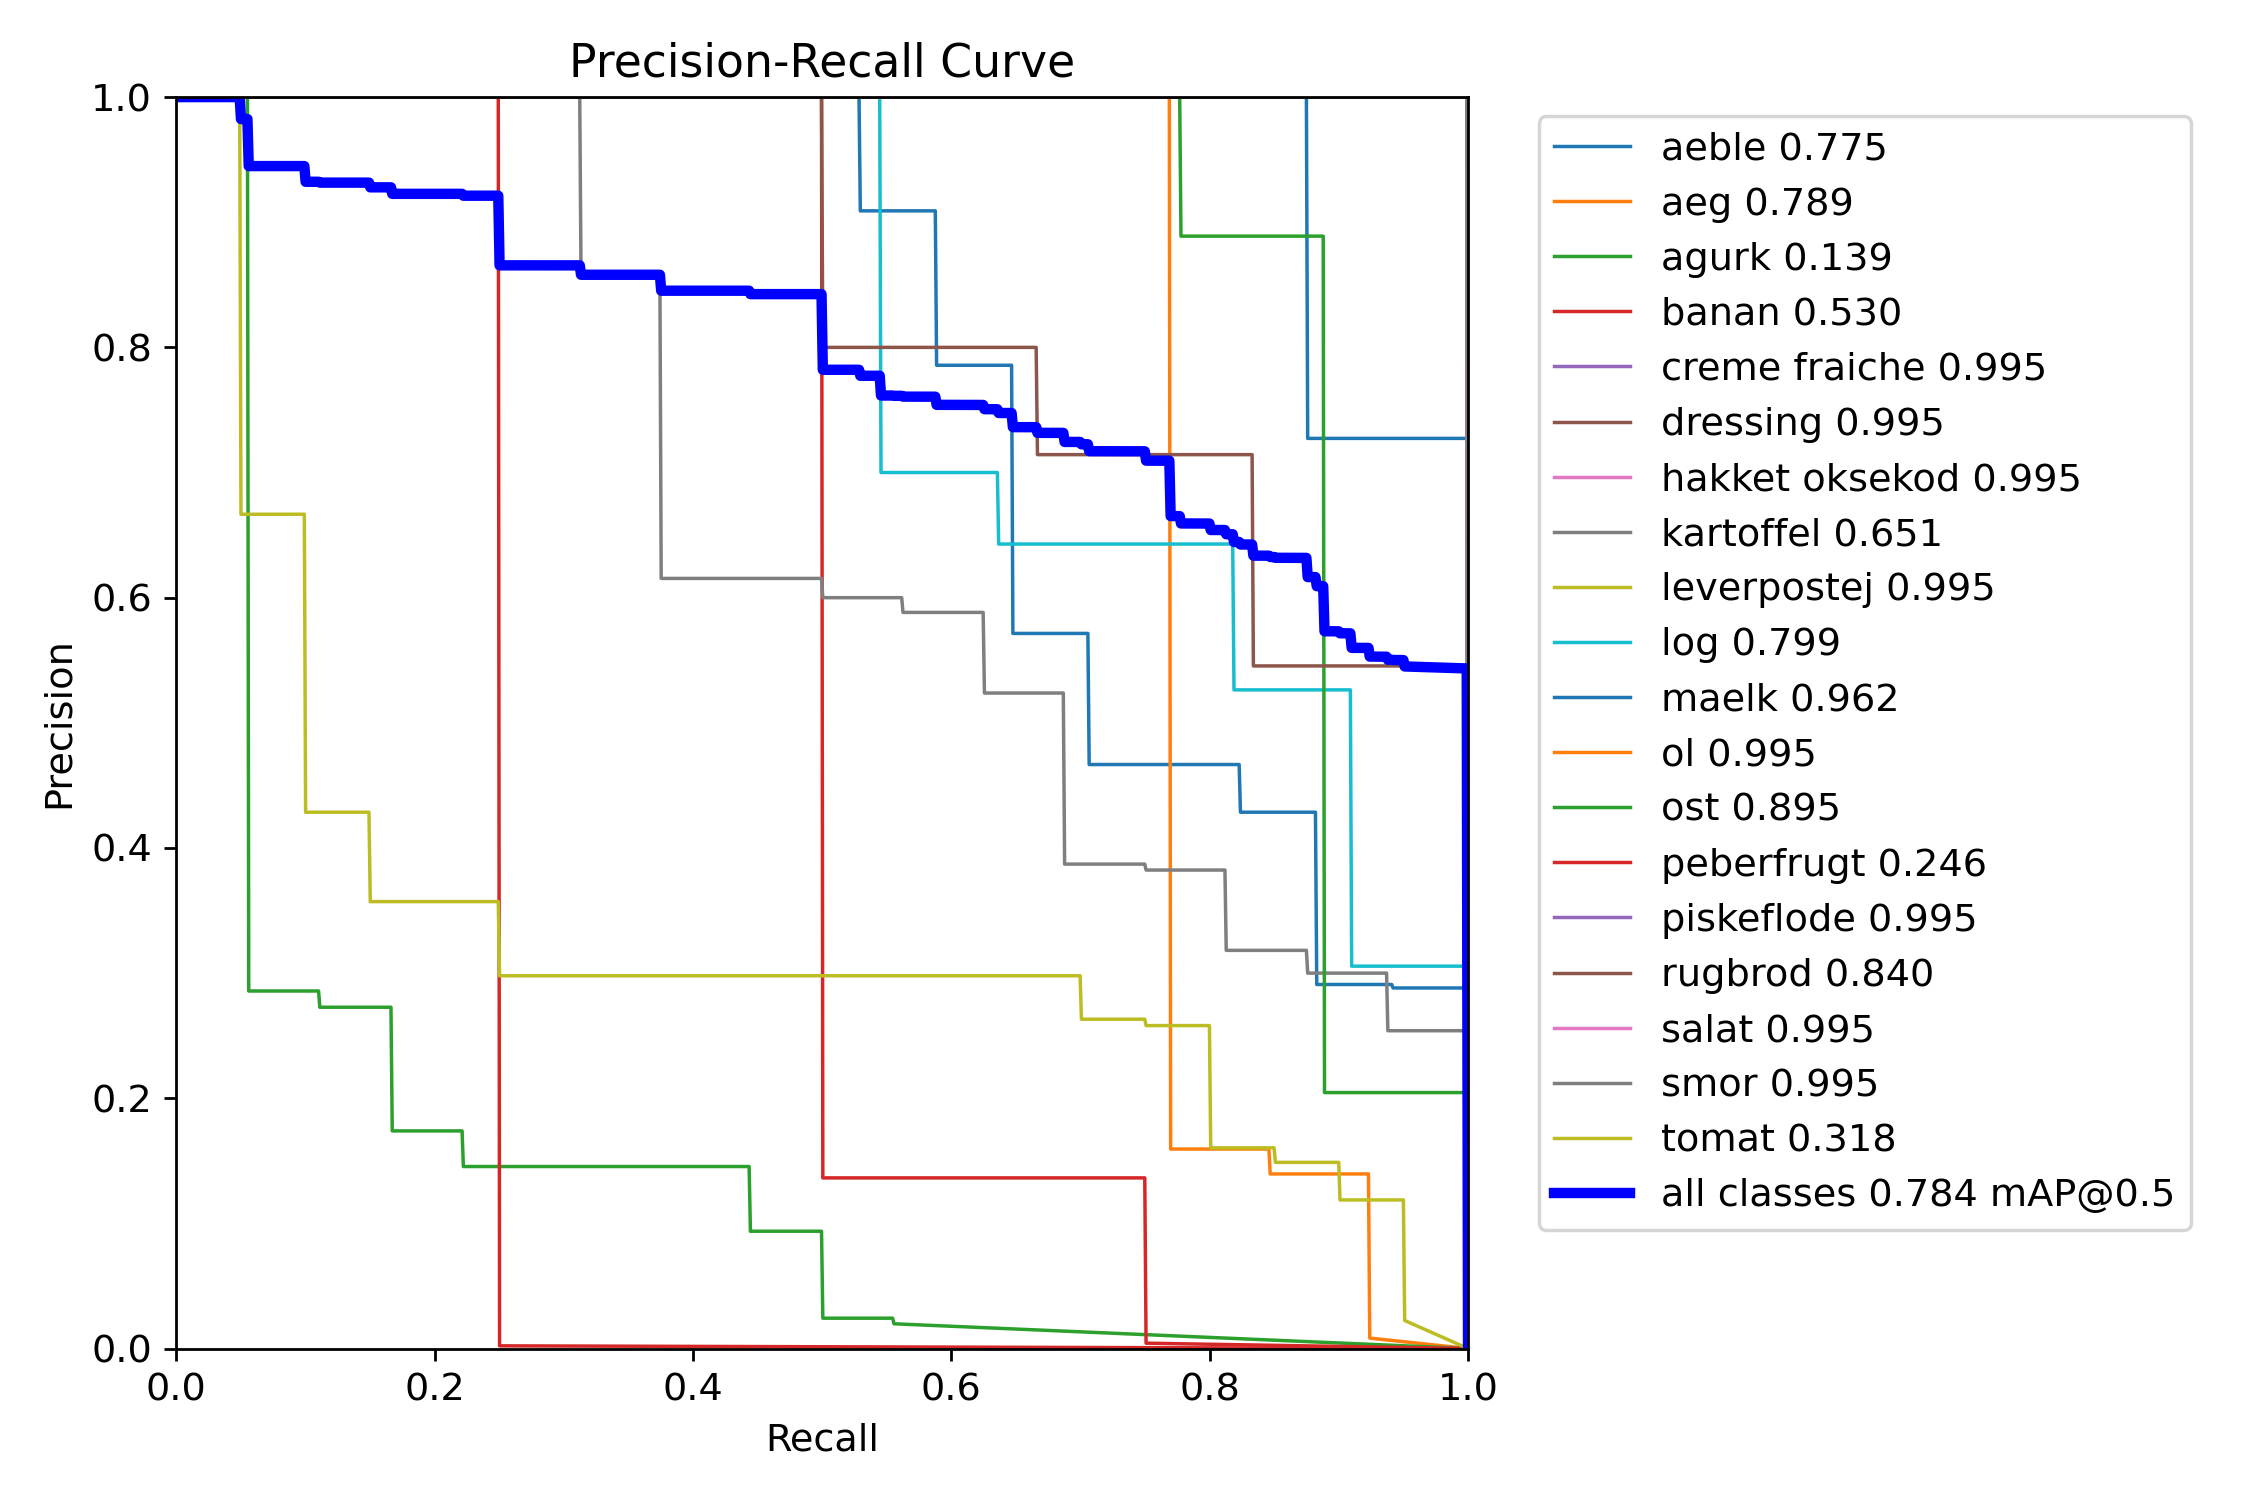 Precision-Recall Curve
1.0
0.8
0.6
0.4
0.2
0.0
Precision
0.0 0.2 0.4 0.6 0.8 1.0
Recall
aeble 0.775
aeg 0.789
agurk 0.139
banan 0.530
creme fraiche 0.995
dressing 0.995
hakket oksekod 0.995
kartoffel 0.651
leverpostej 0.995
log 0.799
maelk 0.962
ol 0.995
ost 0.895
peberfrugt 0.246
piskeflode 0.995
rugbrod 0.840
salat 0.995
smor 0.995
tomat 0.318
all classes 0.784 mAP@0.5